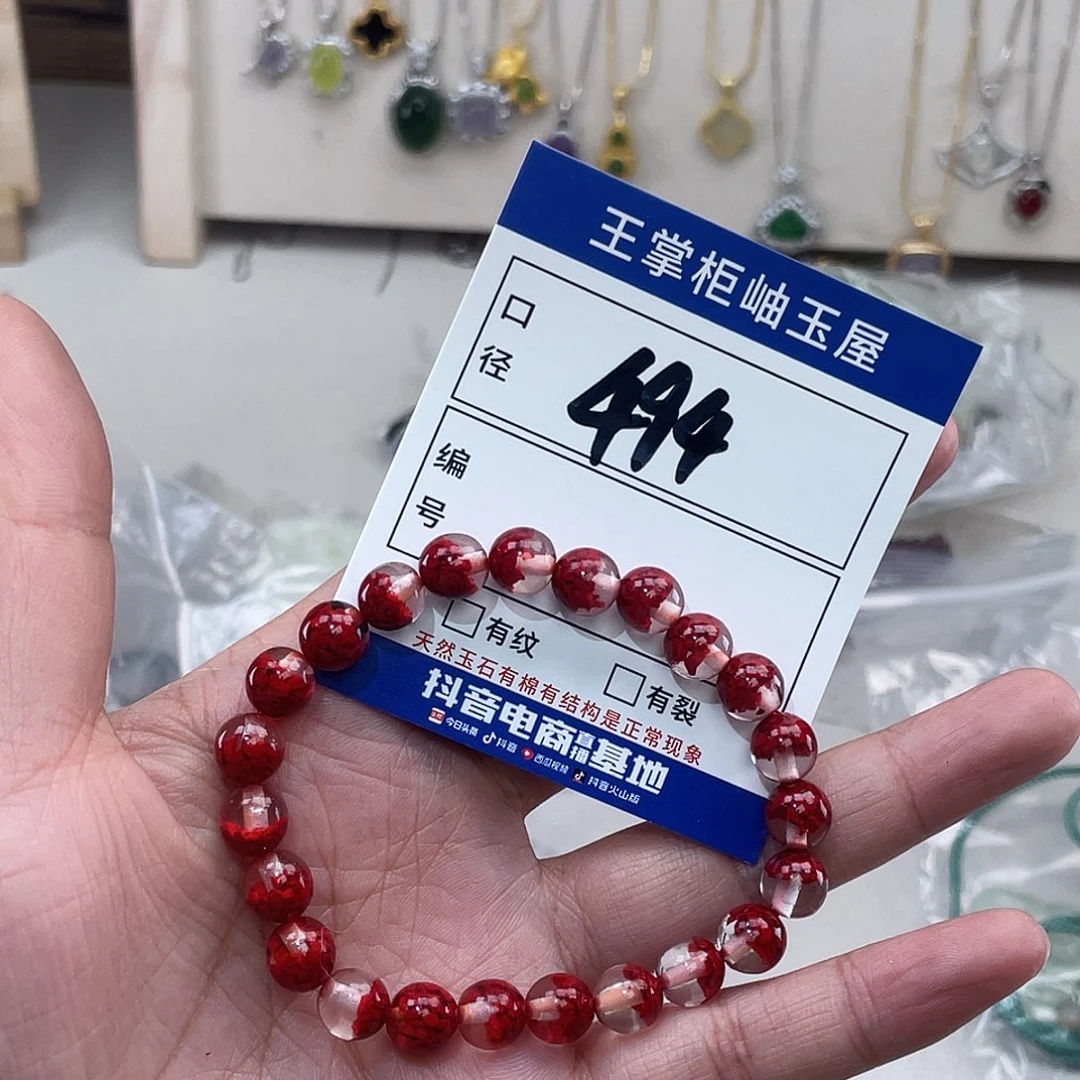 王掌柜岫玉屋
口径
494
编号
有纹
有裂
天然玉石有棉有结构是正常现象
抖音电商直播基地
今日头条 抖音 西瓜视频 抖音火山版